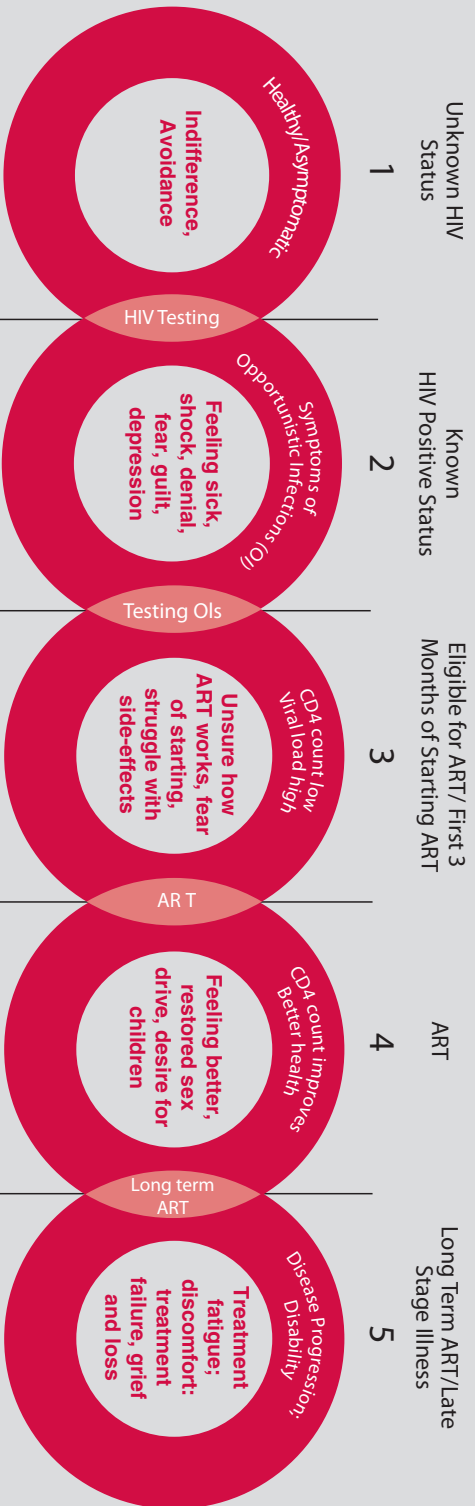 Unknown HIV
Status
1
Healthy/Asymptomatic
Indifference,
Avoidance
HIV Testing
Known
HIV Positive Status
2
Symptoms of
Opportunistic Infections (OI)
Feeling sick,
shock, denial,
fear, guilt,
depression
Testing OIs
Eligible for ART/ First 3
Months of Starting ART
3
CD4 count low
Viral load high
Unsure how
ART works, fear
of starting,
struggle with
side-effects
AR T
ART
4
CD4 count improves
Better health
Feeling better,
restored sex
drive, desire for
children
Long term
ART
Long Term ART/Late
Stage Illness
5
Disease Progression;
Disability
Treatment
fatigue;
discomfort:
treatment
failure, grief
and loss